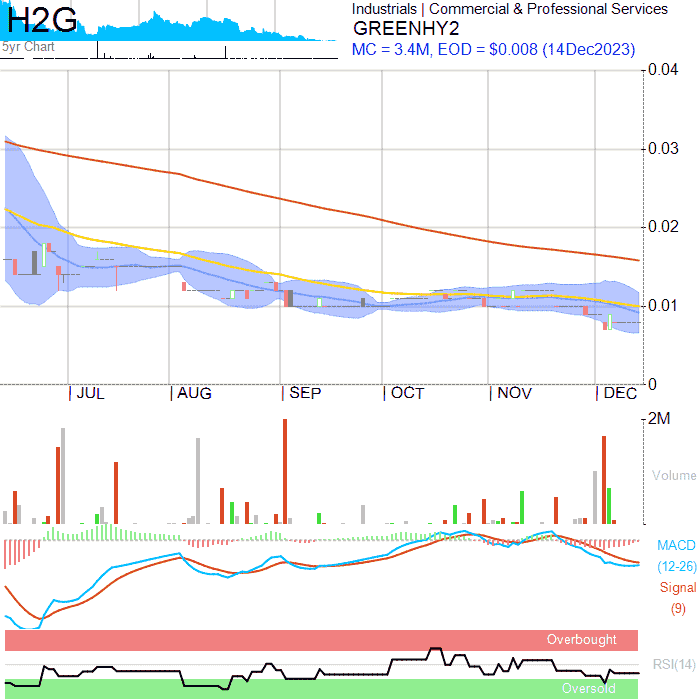 H2G
5yr Chart
Industrials | Commercial & Professional Services
GREENHY2
MC = 3.4M, EOD = $0.008 (14Dec2023)
0.04
0.03
0.02
0.01
0
JUL AUG SEP OCT NOV DEC
2M
Volume
0
MACD
(12-26)
Signal
(9)
Overbought
RSI(14)
Oversold